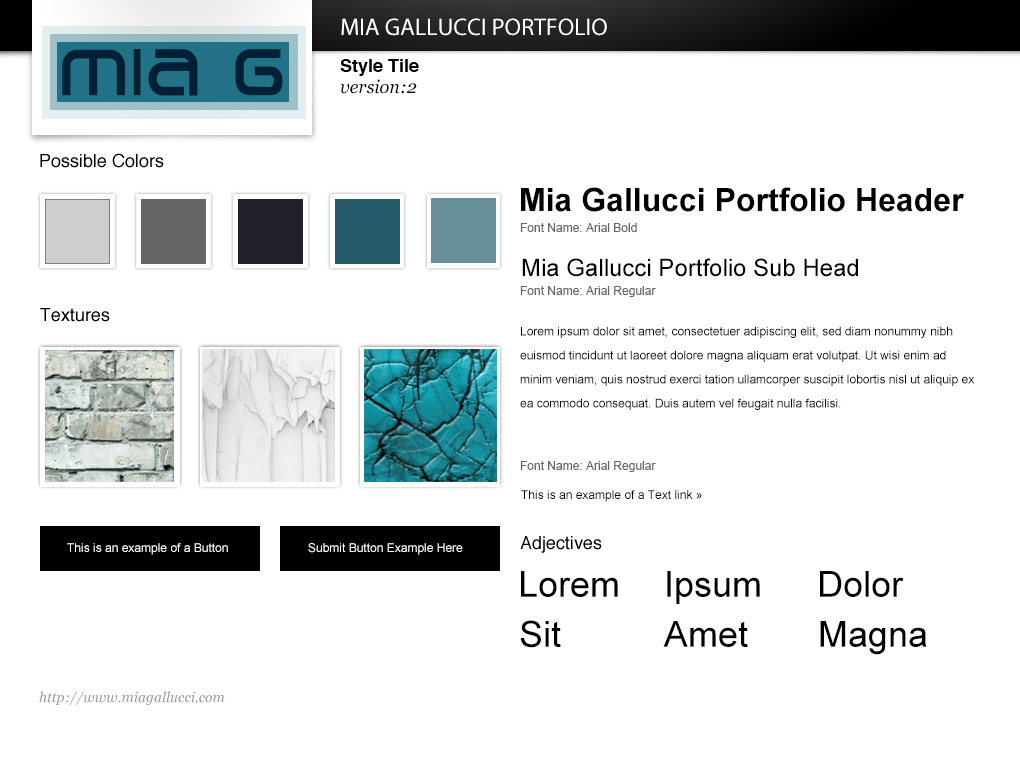 mia G
MIA GALLUCCI PORTFOLIO
Style Tile
version:2
Possible Colors
Textures
This is an example of a Button
Submit Button Example Here
Mia Gallucci Portfolio Header
Font Name: Arial Bold
Mia Gallucci Portfolio Sub Head
Font Name: Arial Regular
Lorem ipsum dolor sit amet, consectetuer adipiscing elit, sed diam nonummy nibh
euismod tincidunt ut laoreet dolore magna aliquam erat volutpat. Ut wisi enim ad
minim veniam, quis nostrud exerci tation ullamcorper suscipit lobortis nisl ut aliquip ex
ea commodo consequat. Duis autem vel feugait nulla facilisi.
Font Name: Arial Regular
This is an example of a Text link »
Adjectives
Lorem Ipsum Dolor
Sit Amet Magna
http://www.miagallucci.com